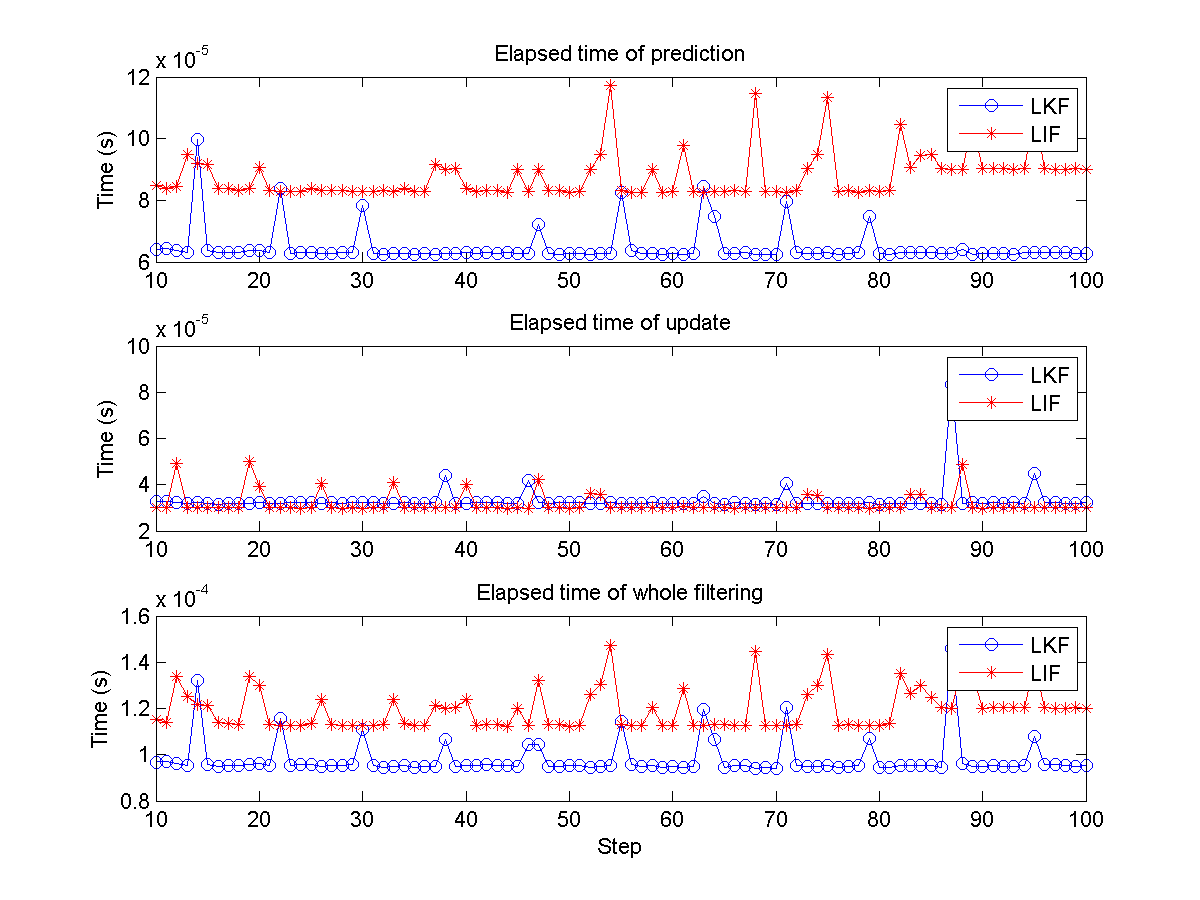 Elapsed time of prediction
x 10^-5
12
10
8
6
Time (s)
LKF
LIF
10 20 30 40 50 60 70 80 90 100
Elapsed time of update
x 10^-5
10
8
6
4
2
Time (s)
LKF
LIF
10 20 30 40 50 60 70 80 90 100
Elapsed time of whole filtering
x 10^-4
1.6
1.4
1.2
1
0.8
Time (s)
LKF
LIF
10 20 30 40 50 60 70 80 90 100
Step